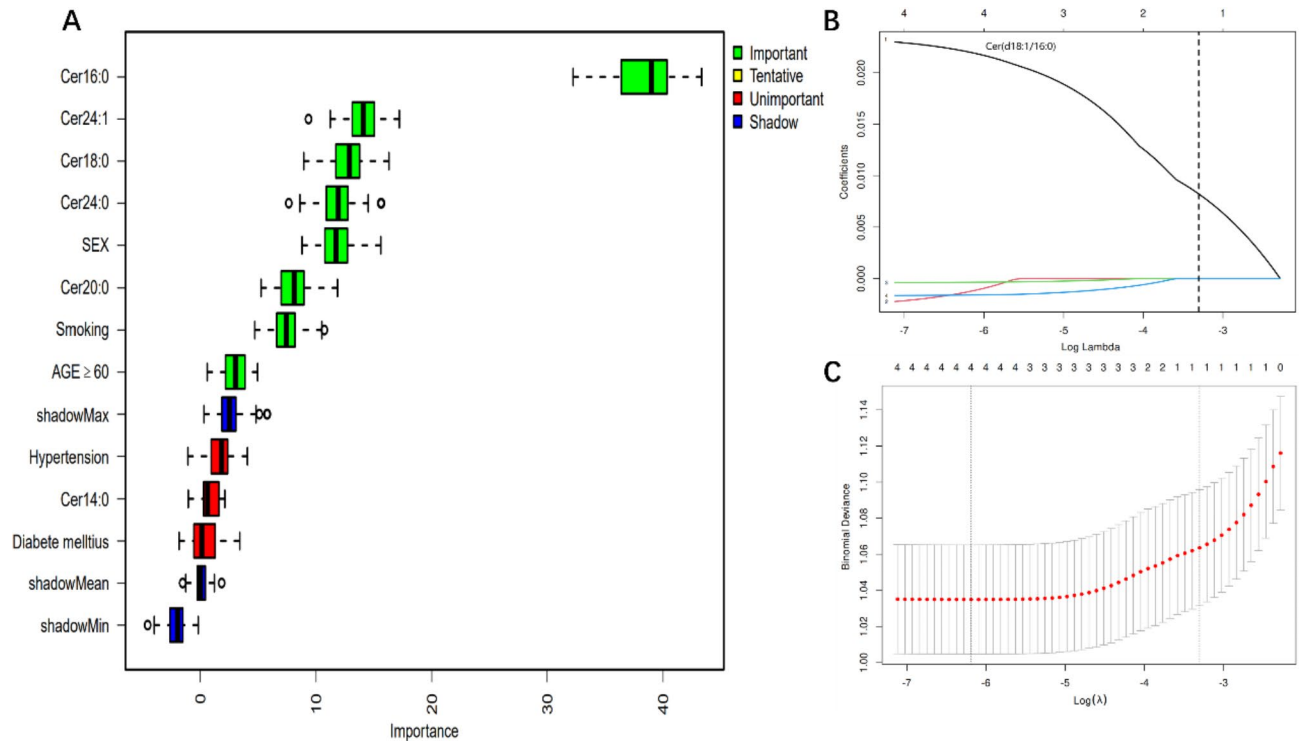 A
Cer16:0
Cer24:1
Cer18:0
Cer24:0
SEX
Cer20:0
Smoking
AGE ≥ 60
shadowMax
Hypertension
Cer14:0
Diabete melltius
shadowMean
shadowMin
0 10 20 30 40
Importance
Important
Tentative
Unimportant
Shadow
B
4 4 3 2 1
Cer(d18:1/16:0)
1
3
4
2
0.020
0.015
0.010
0.005
0.000
Coefficients
-7 -6 -5 -4 -3
Log Lambda
C
4 4 4 4 4 4 4 4 3 3 3 3 3 3 3 2 2 1 1 1 1 1 1 1 0
1.14
1.12
1.10
1.08
1.06
1.04
1.02
1.00
Binomial Deviance
-7 -6 -5 -4 -3
Log(λ)